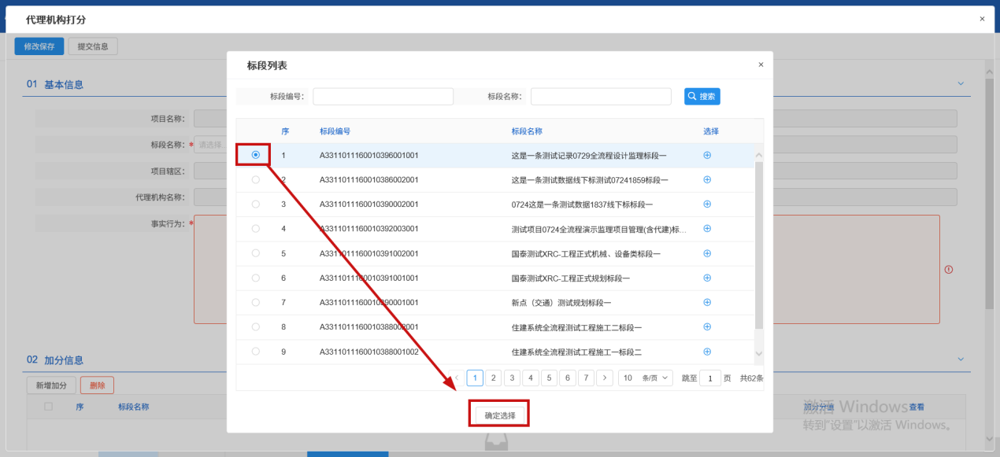 代理机构打分
×
修改保存 提交信息
标段列表
×
01 基本信息
标段编号: 标段名称: 搜索
项目名称:
标段名称: * 请选择
项目辖区:
代理机构名称:
事实行为: *
序 标段编号 标段名称 选择
1 A3311011160010396001001 这是一条测试记录0729全流程设计监理标段一
2 A3311011160010386002001 这是一条测试数据线下标测试07241859标段一
3 A3311011160010390002001 0724这是一条测试数据1837线下标标段一
4 A3311011160010392003001 测试项目0724全流程演示监理项目管理(含代建)标...
5 A3311011160010391002001 国泰测试XRC-工程正式机械、设备类标段一
6 A3311011160010391001001 国泰测试XRC-工程正式规划标段一
7 A3311011160010390001001 新点（交通）测试规划标段一
8 A3311011160010388002001 住建系统全流程测试工程施工二标段一
9 A3311011160010388001002 住建系统全流程测试工程施工一标段二
< 1 2 3 4 5 6 7 > 10 条/页 跳至 1 页 共62条
确定选择
02 加分信息
新增加分 删除
序 标段名称 加分分值 查看
激活 Windows
转到"设置"以激活 Windows。